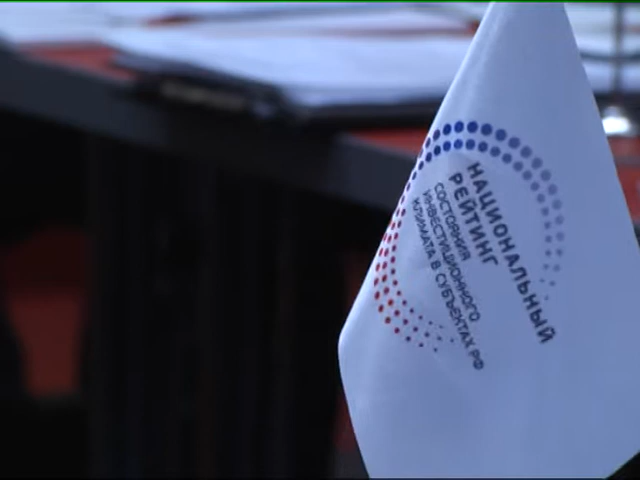 НАЦИОНАЛЬНЫЙ
РЕЙТИНГ
СОСТОЯНИЯ
ИНВЕСТИЦИОННОГО
КЛИМАТА В СУБЪЕКТАХ РФ